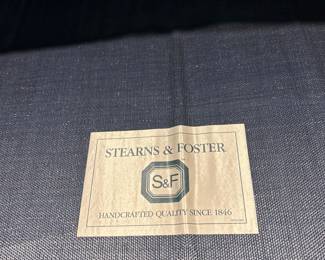 STEARNS & FOSTER
S&F
HANDCRAFTED QUALITY SINCE 1846